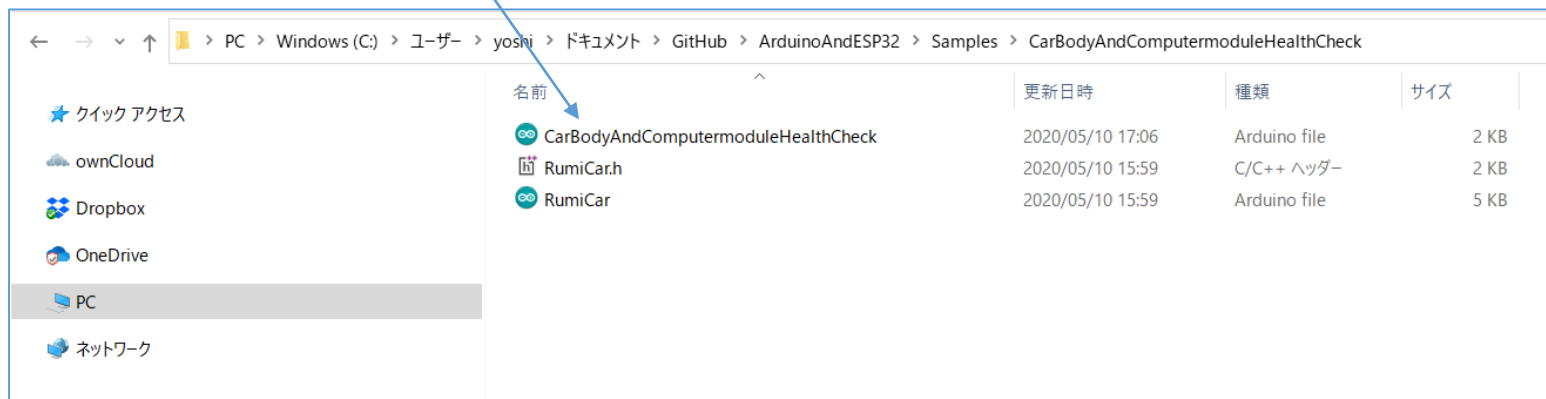 PC > Windows (C:) > ユーザー > yoshi > ドキュメント > GitHub > ArduinoAndESP32 > Samples > CarBodyAndComputermoduleHealthCheck
名前 更新日時 種類 サイズ
クイック アクセス
ownCloud
Dropbox
OneDrive
PC
ネットワーク
CarBodyAndComputermoduleHealthCheck 2020/05/10 17:06 Arduino file 2 KB
RumiCar.h 2020/05/10 15:59 C/C++ ヘッダー 2 KB
RumiCar 2020/05/10 15:59 Arduino file 5 KB